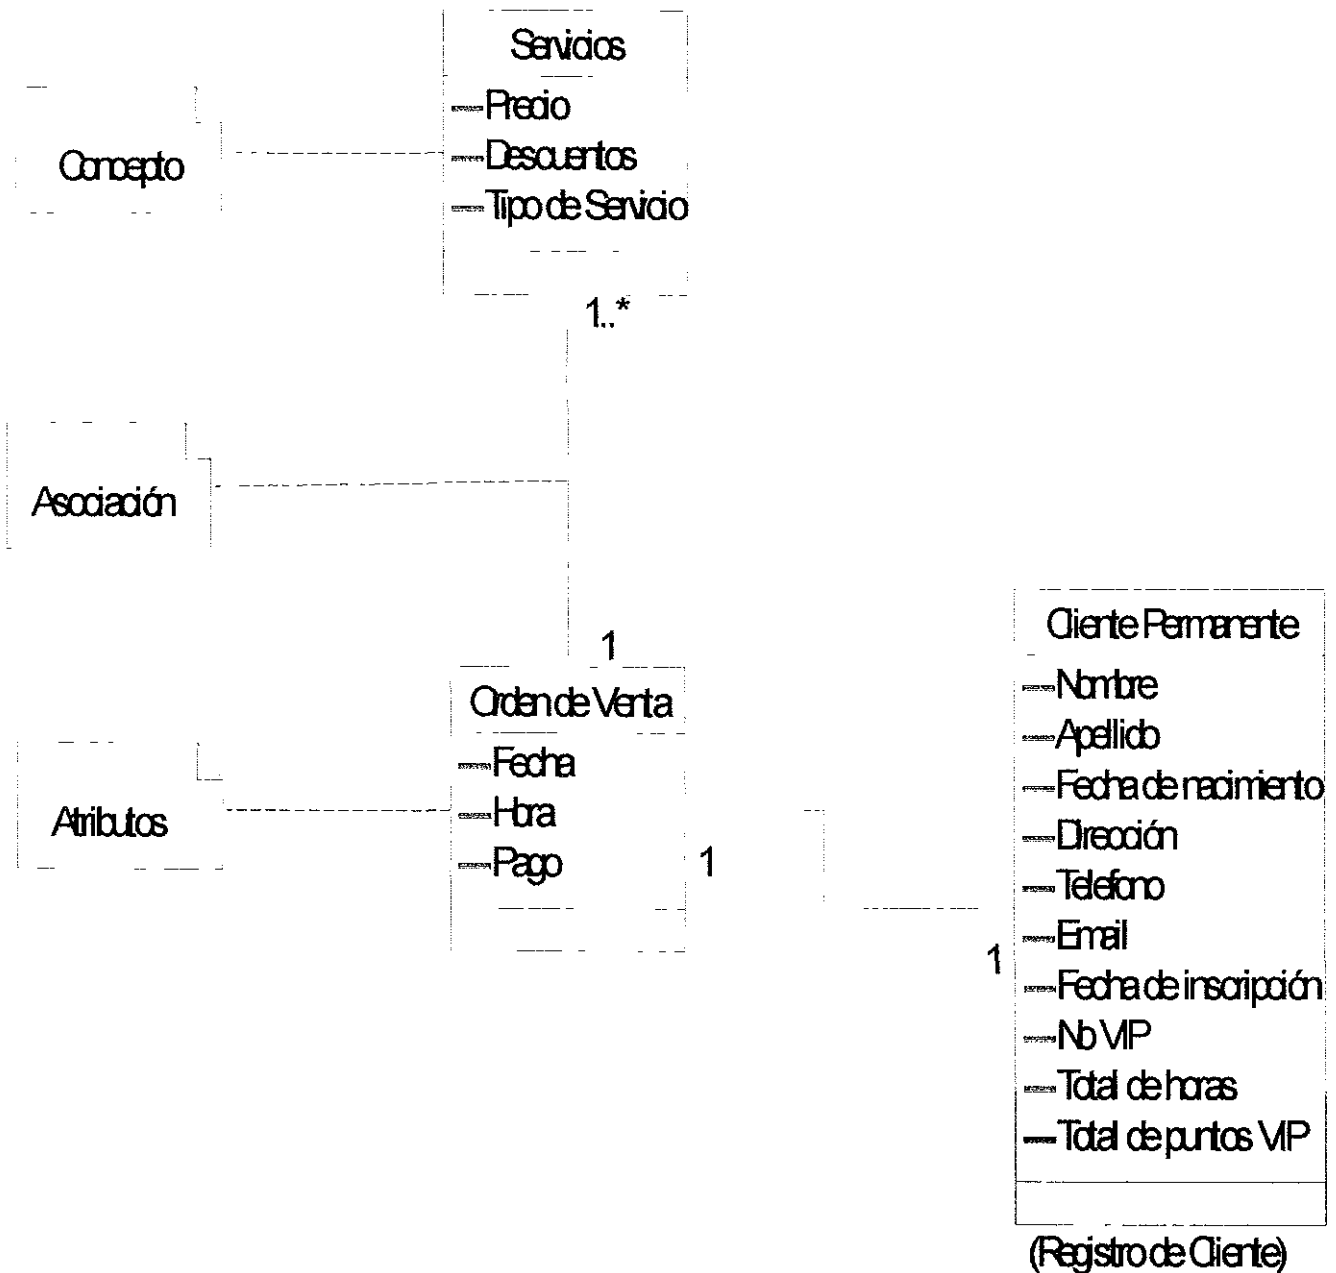 Servicios
Precio
Descuentos
Tipo de Servicio
Concepto
1..*
Asociación
1
Orden de Venta
Fecha
Hora
Pago
Atributos
1
1
Cliente Permanente
Nombre
Apellido
Fecha de nacimiento
Dirección
Telefono
Email
Fecha de inscripción
No VIP
Total de horas
Total de puntos VIP
(Registro de Cliente)